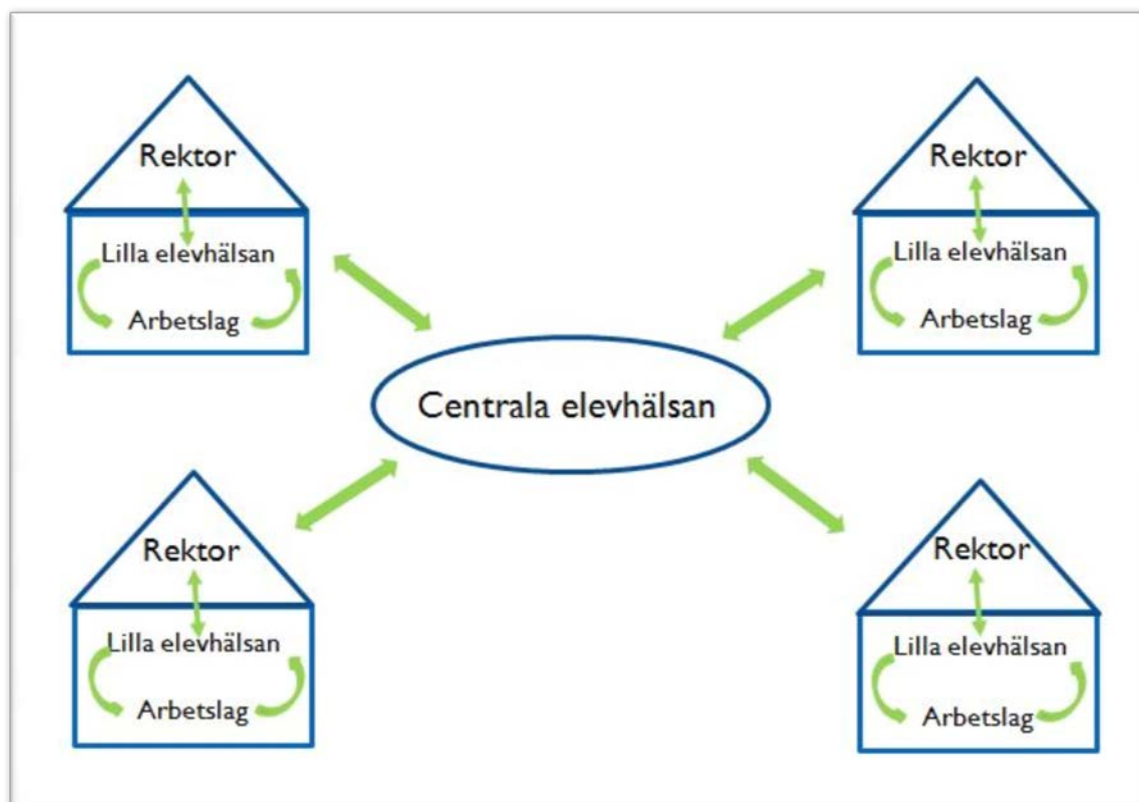 Rektor
Lilla elevhälsan
Arbetslag
Rektor
Lilla elevhälsan
Arbetslag
Centrala elevhälsan
Rektor
Lilla elevhälsan
Arbetslag
Rektor
Lilla elevhälsan
Arbetslag